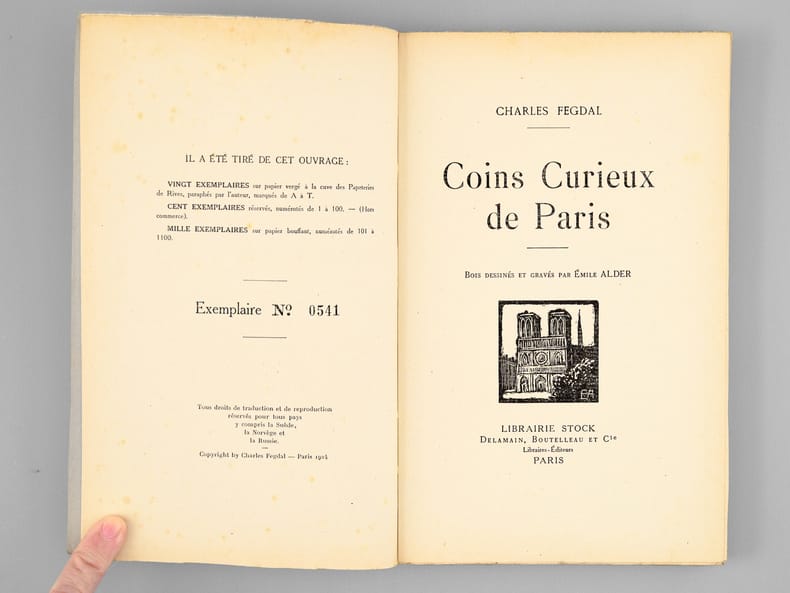 IL A ÉTÉ TIRÉ DE CET OUVRAGE :
VINGT EXEMPLAIRES sur papier vergé à la cuve des Papeteries
de Rives, paraphés par l'auteur, marqués de A à T.
CENT EXEMPLAIRES réservés, numérotés de 1 à 100. — (Hors
commerce).
MILLE EXEMPLAIRES sur papier bouffant, numérotés de 101 à
1100.
Exemplaire Nº 0541
Tous droits de traduction et de reproduction
réservés pour tous pays
y compris la Suède,
la Norvège et
la Russie.
Copyright by Charles Fegdal — Paris 1924
CHARLES FEGDAL
Coins Curieux
de Paris
BOIS DESSINÉS ET GRAVÉS PAR ÉMILE ALDER
EA
LIBRAIRIE STOCK
DELAMAIN, BOUTELLEAU ET Cie
Libraires-Éditeurs
PARIS